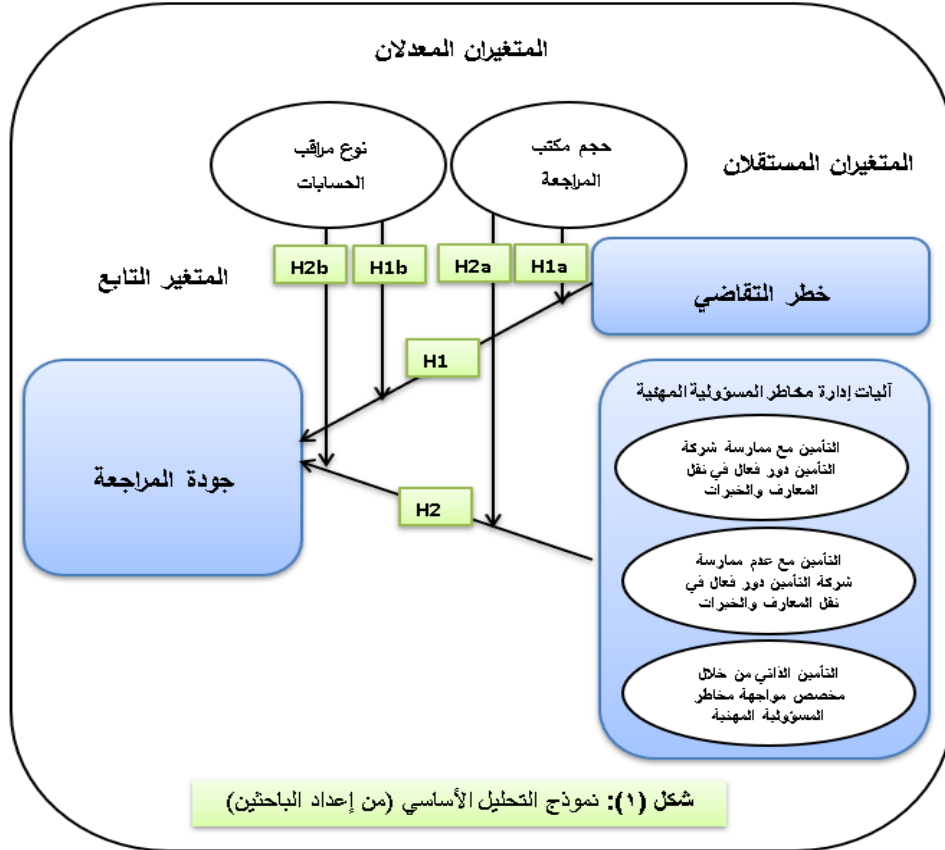 المتغيران المعدلان
حجم مكتب
المراجعة
نوع مراقب
الحسابات
المتغيران المستقلان
H1a
H2a
H1b
H2b
المتغير التابع
خطر التقاضي
H1
جودة المراجعة
H2
آليات إدارة مخاطر المسؤولية المهنية
التأمين مع ممارسة شركة
التأمين دور فعال في نقل
المعارف والخبرات
التأمين مع عدم ممارسة
شركة التأمين دور فعال في
نقل المعارف والخبرات
التأمين الذاتي من خلال
مخصص مواجهة مخاطر
المسؤولية المهنية
شكل (١): نموذج التحليل الأساسي (من إعداد الباحثين)